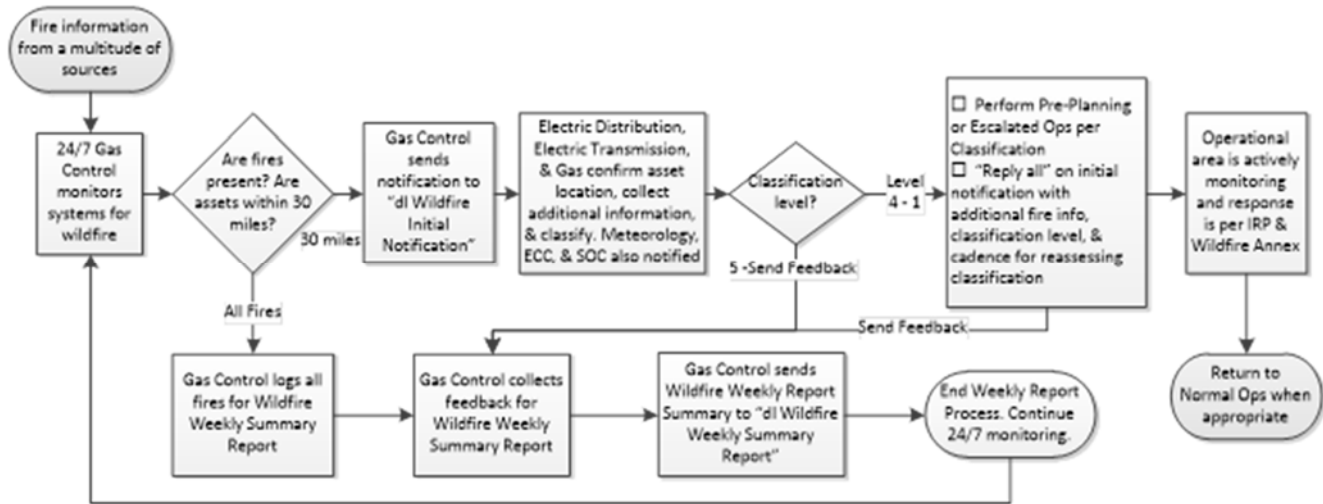 Fire information
from a multitude of
sources
24/7 Gas
Control
monitors
systems for
wildfire
Are fires
present? Are
assets within 30
miles?
30 miles
All Fires
Gas Control
sends
notification to
"dl Wildfire
Initial
Notification"
Electric Distribution,
Electric Transmission,
& Gas confirm asset
location, collect
additional information,
& classify. Meteorology,
ECC, & SOC also notified
Classification
level?
Level
4 - 1
5 -Send Feedback
☐ Perform Pre-Planning
or Escalated Ops per
Classification
☐ "Reply all" on initial
notification with
additional fire info,
classification level, &
cadence for reassessing
classification
Send Feedback
Operational
area is actively
monitoring
and response
is per IRP &
Wildfire Annex
Return to
Normal Ops when
appropriate
Gas Control logs all
fires for Wildfire
Weekly Summary
Report
Gas Control collects
feedback for
Wildfire Weekly
Summary Report
Gas Control sends
Wildfire Weekly Report
Summary to "dl Wildfire
Weekly Summary
Report"
End Weekly Report
Process. Continue
24/7 monitoring.